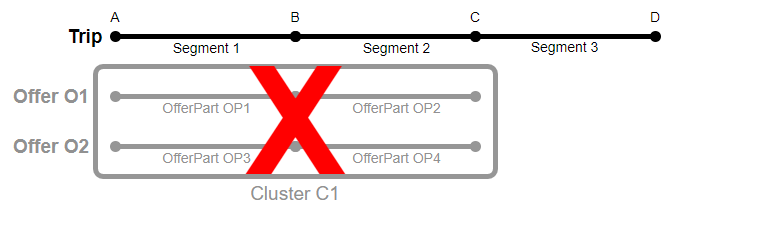 A B C D
Trip
Segment 1 Segment 2 Segment 3
Offer O1
OfferPart OP1 OfferPart OP2
Offer O2
OfferPart OP3 OfferPart OP4
Cluster C1